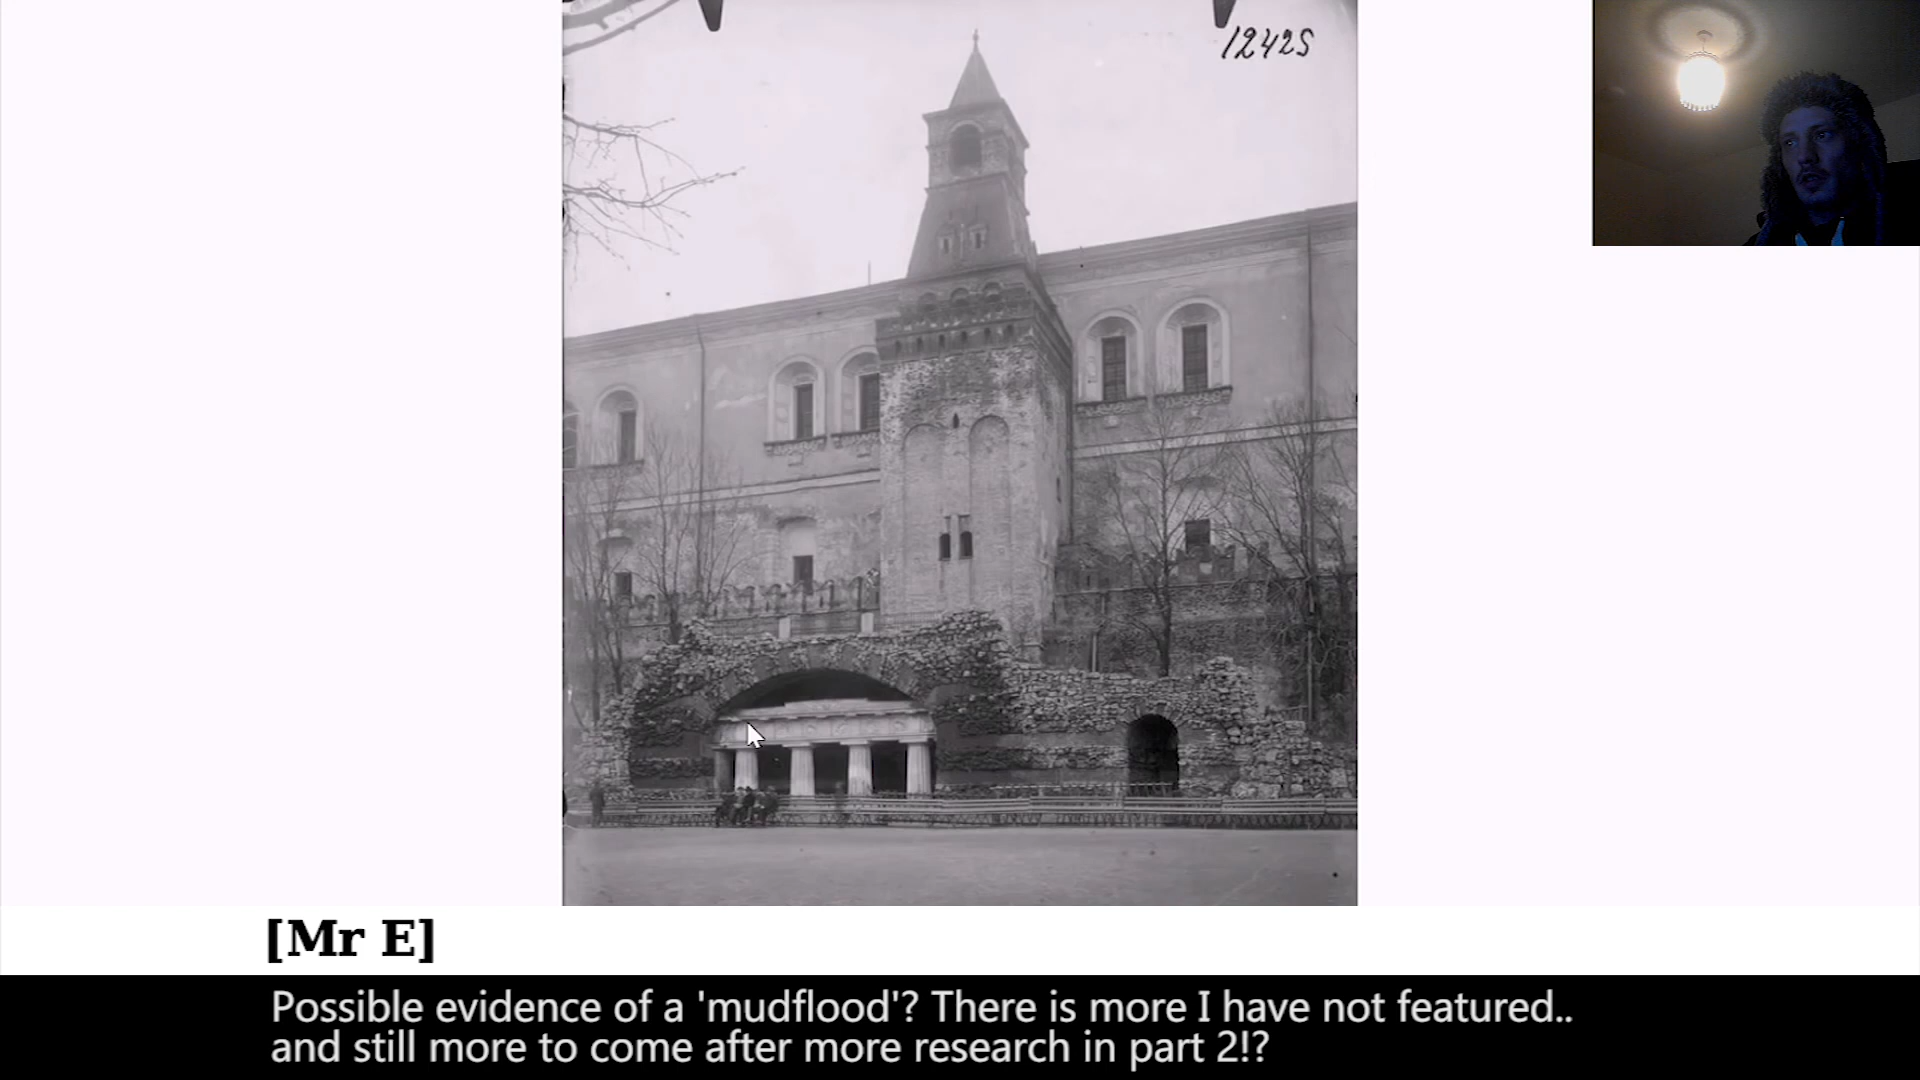 12425
[Mr E]
Possible evidence of a 'mudflood'? There is more I have not featured..
and still more to come after more research in part 2!?